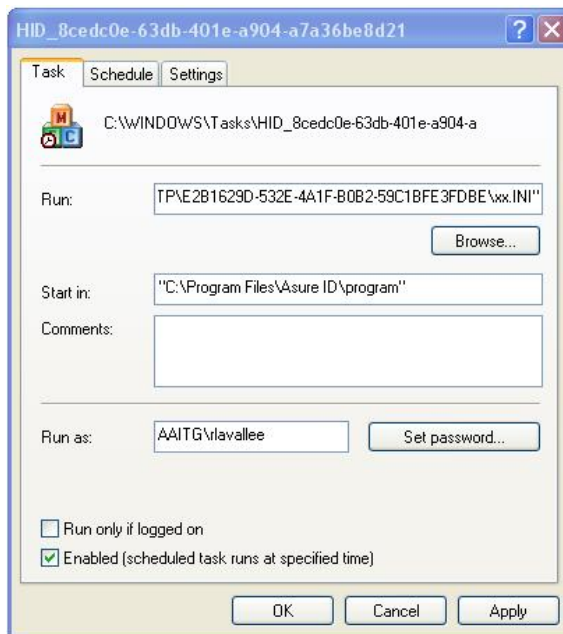 HID_8cedc0e-63db-401e-a904-a7a36be8d21
Task Schedule Settings
M
C
C:\WINDOWS\Tasks\HID_8cedc0e-63db-401e-a904-a
Run: TP\E2B1629D-532E-4A1F-B0B2-59C1BFE3FDBE\xx.INI"
Browse...
Start in: "C:\Program Files\Asure ID\program"
Comments:
Run as: AAITG\rlavallee Set password...
Run only if logged on
Enabled (scheduled task runs at specified time)
OK Cancel Apply